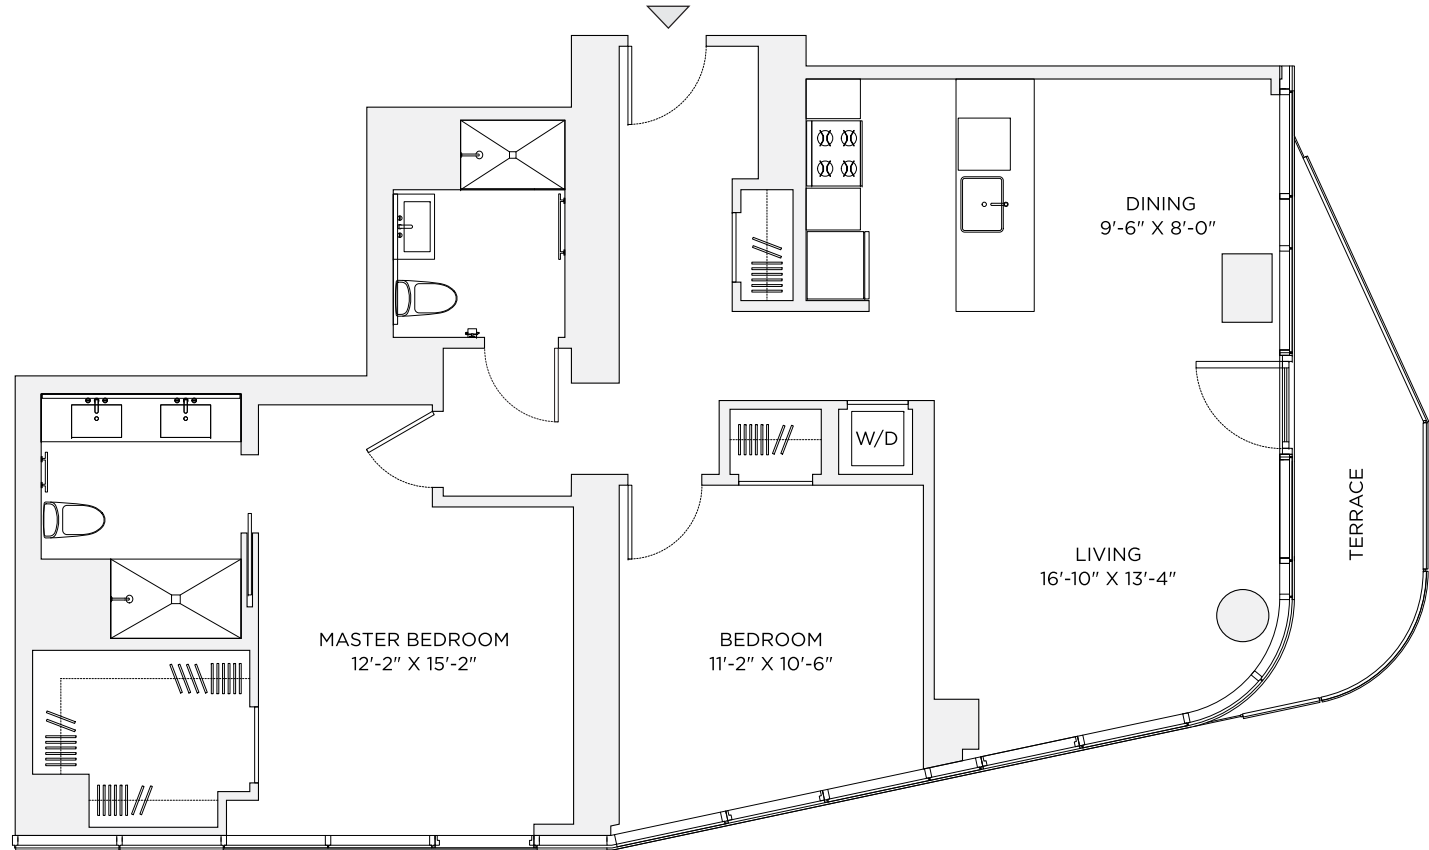 DINING
9'-6" X 8'-0"
W/D
TERRACE
LIVING
16'-10" X 13'-4"
MASTER BEDROOM
12'-2" X 15'-2"
BEDROOM
11'-2" X 10'-6"